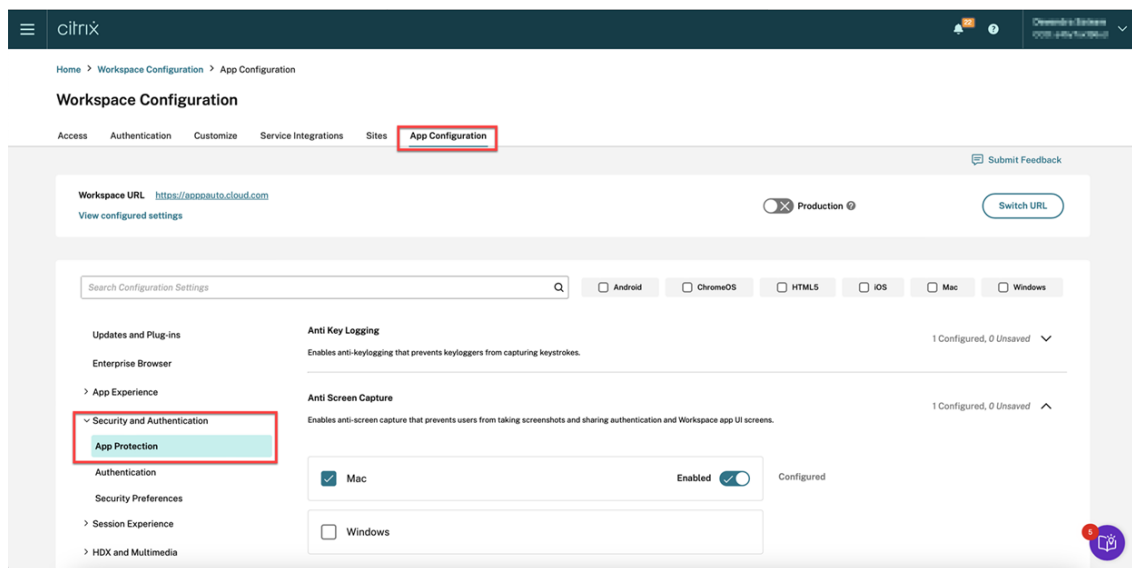 citrix
22
Home > Workspace Configuration > App Configuration
Workspace Configuration
Access Authentication Customize Service Integrations Sites App Configuration
Submit Feedback
Workspace URL https://apppauto.cloud.com
View configured settings
Production
Switch URL
Search Configuration Settings
Android ChromeOS HTML5 iOS Mac Windows
Updates and Plug-ins
Enterprise Browser
App Experience
Security and Authentication
App Protection
Authentication
Security Preferences
Session Experience
HDX and Multimedia
Anti Key Logging
1 Configured, 0 Unsaved
Enables anti-keylogging that prevents keyloggers from capturing keystrokes.
Anti Screen Capture
1 Configured, 0 Unsaved
Enables anti-screen capture that prevents users from taking screenshots and sharing authentication and Workspace app UI screens.
Mac Enabled Configured
Windows
5